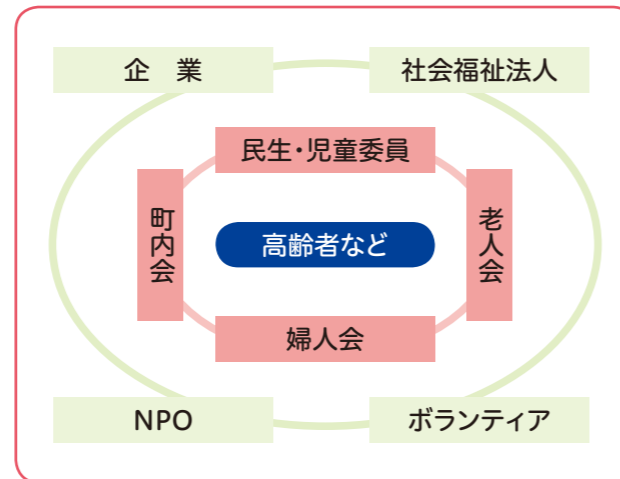 企　業
社会福祉法人
民生・児童委員
町内会
高齢者など
老人会
婦人会
NPO
ボランティア